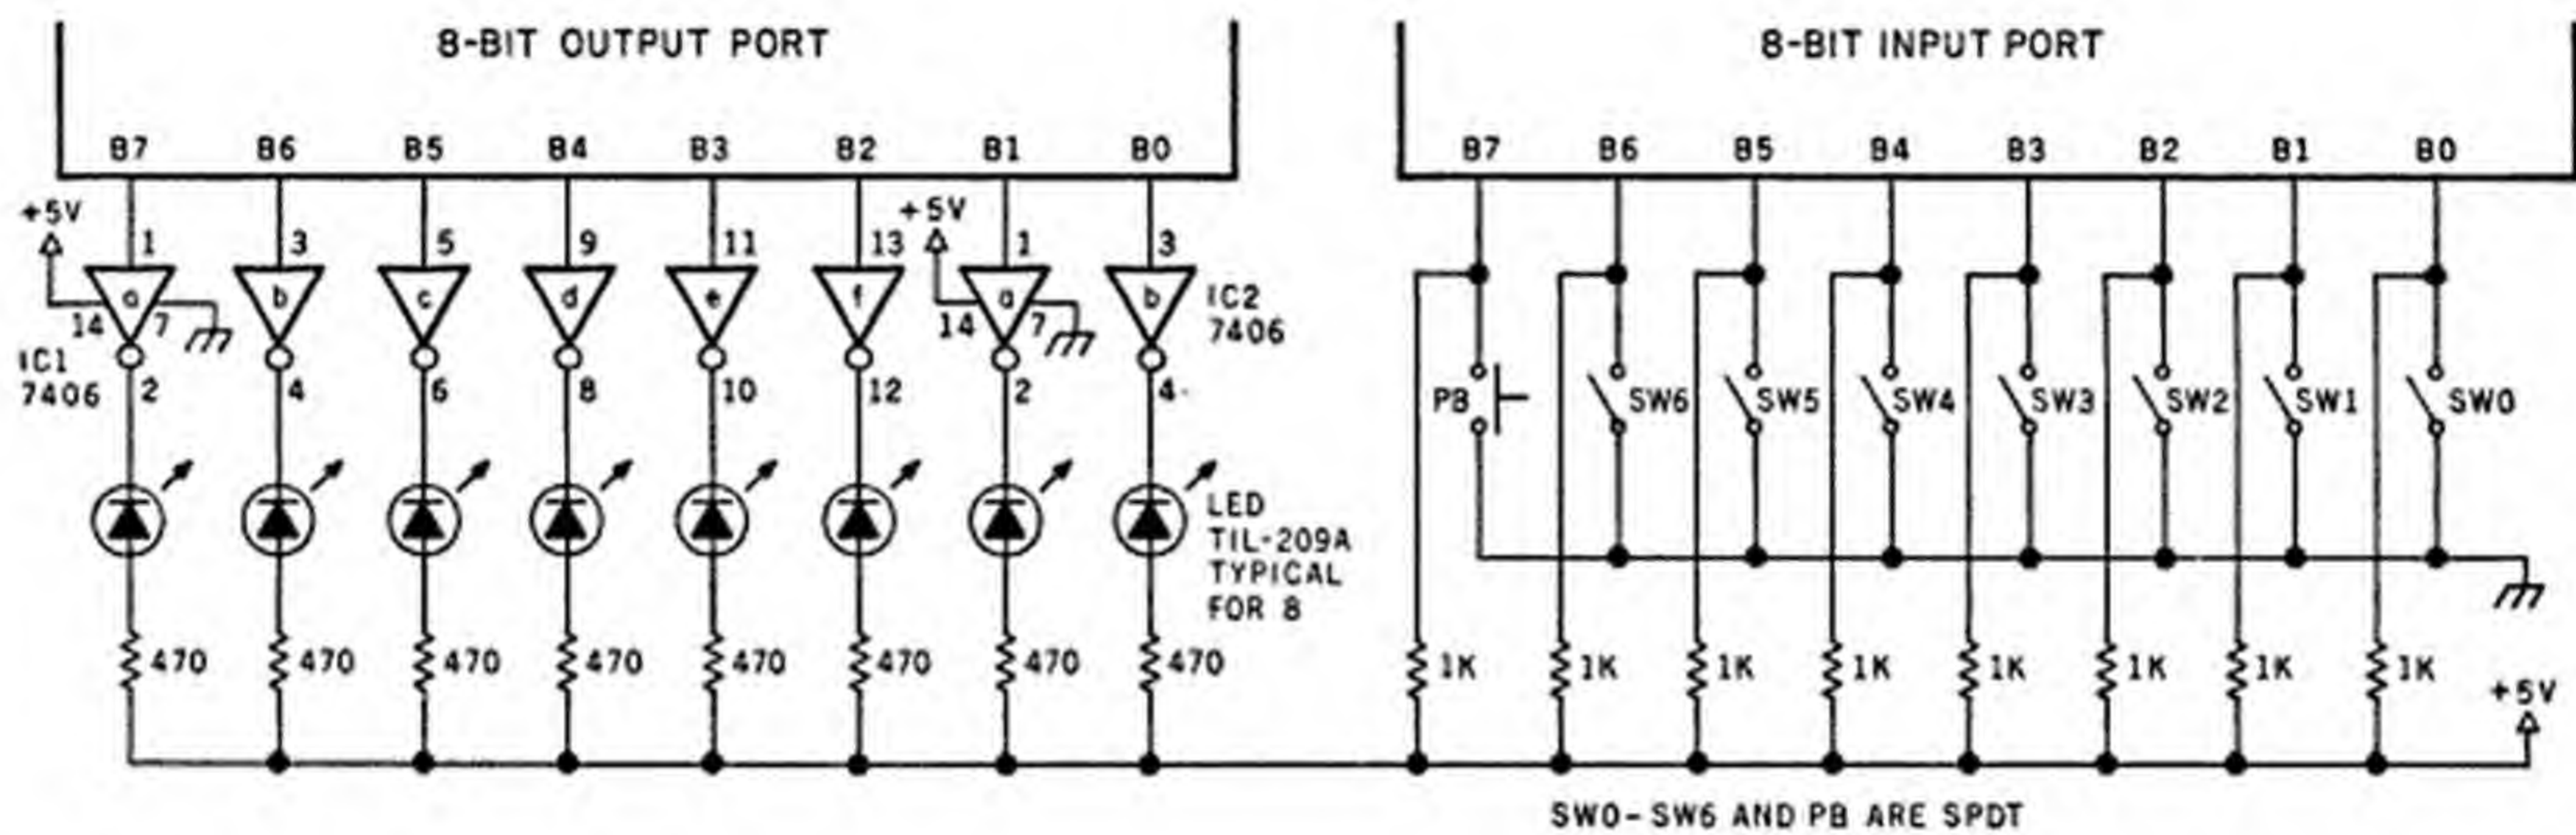 8-BIT OUTPUT PORT
8-BIT INPUT PORT
B7 B6 B5 B4 B3 B2 B1 B0
B7 B6 B5 B4 B3 B2 B1 B0
+5V +5V
1 3 5 9 11 13 1 3
a b c d e f a b
14 7 14 7
IC1
7406
IC2
7406
2 4 6 8 10 12 2 4
PB SW6 SW5 SW4 SW3 SW2 SW1 SW0
LED
TIL-209A
TYPICAL
FOR 8
470 470 470 470 470 470 470 470
1K 1K 1K 1K 1K 1K 1K 1K
+5V
SW0-SW6 AND PB ARE SPDT